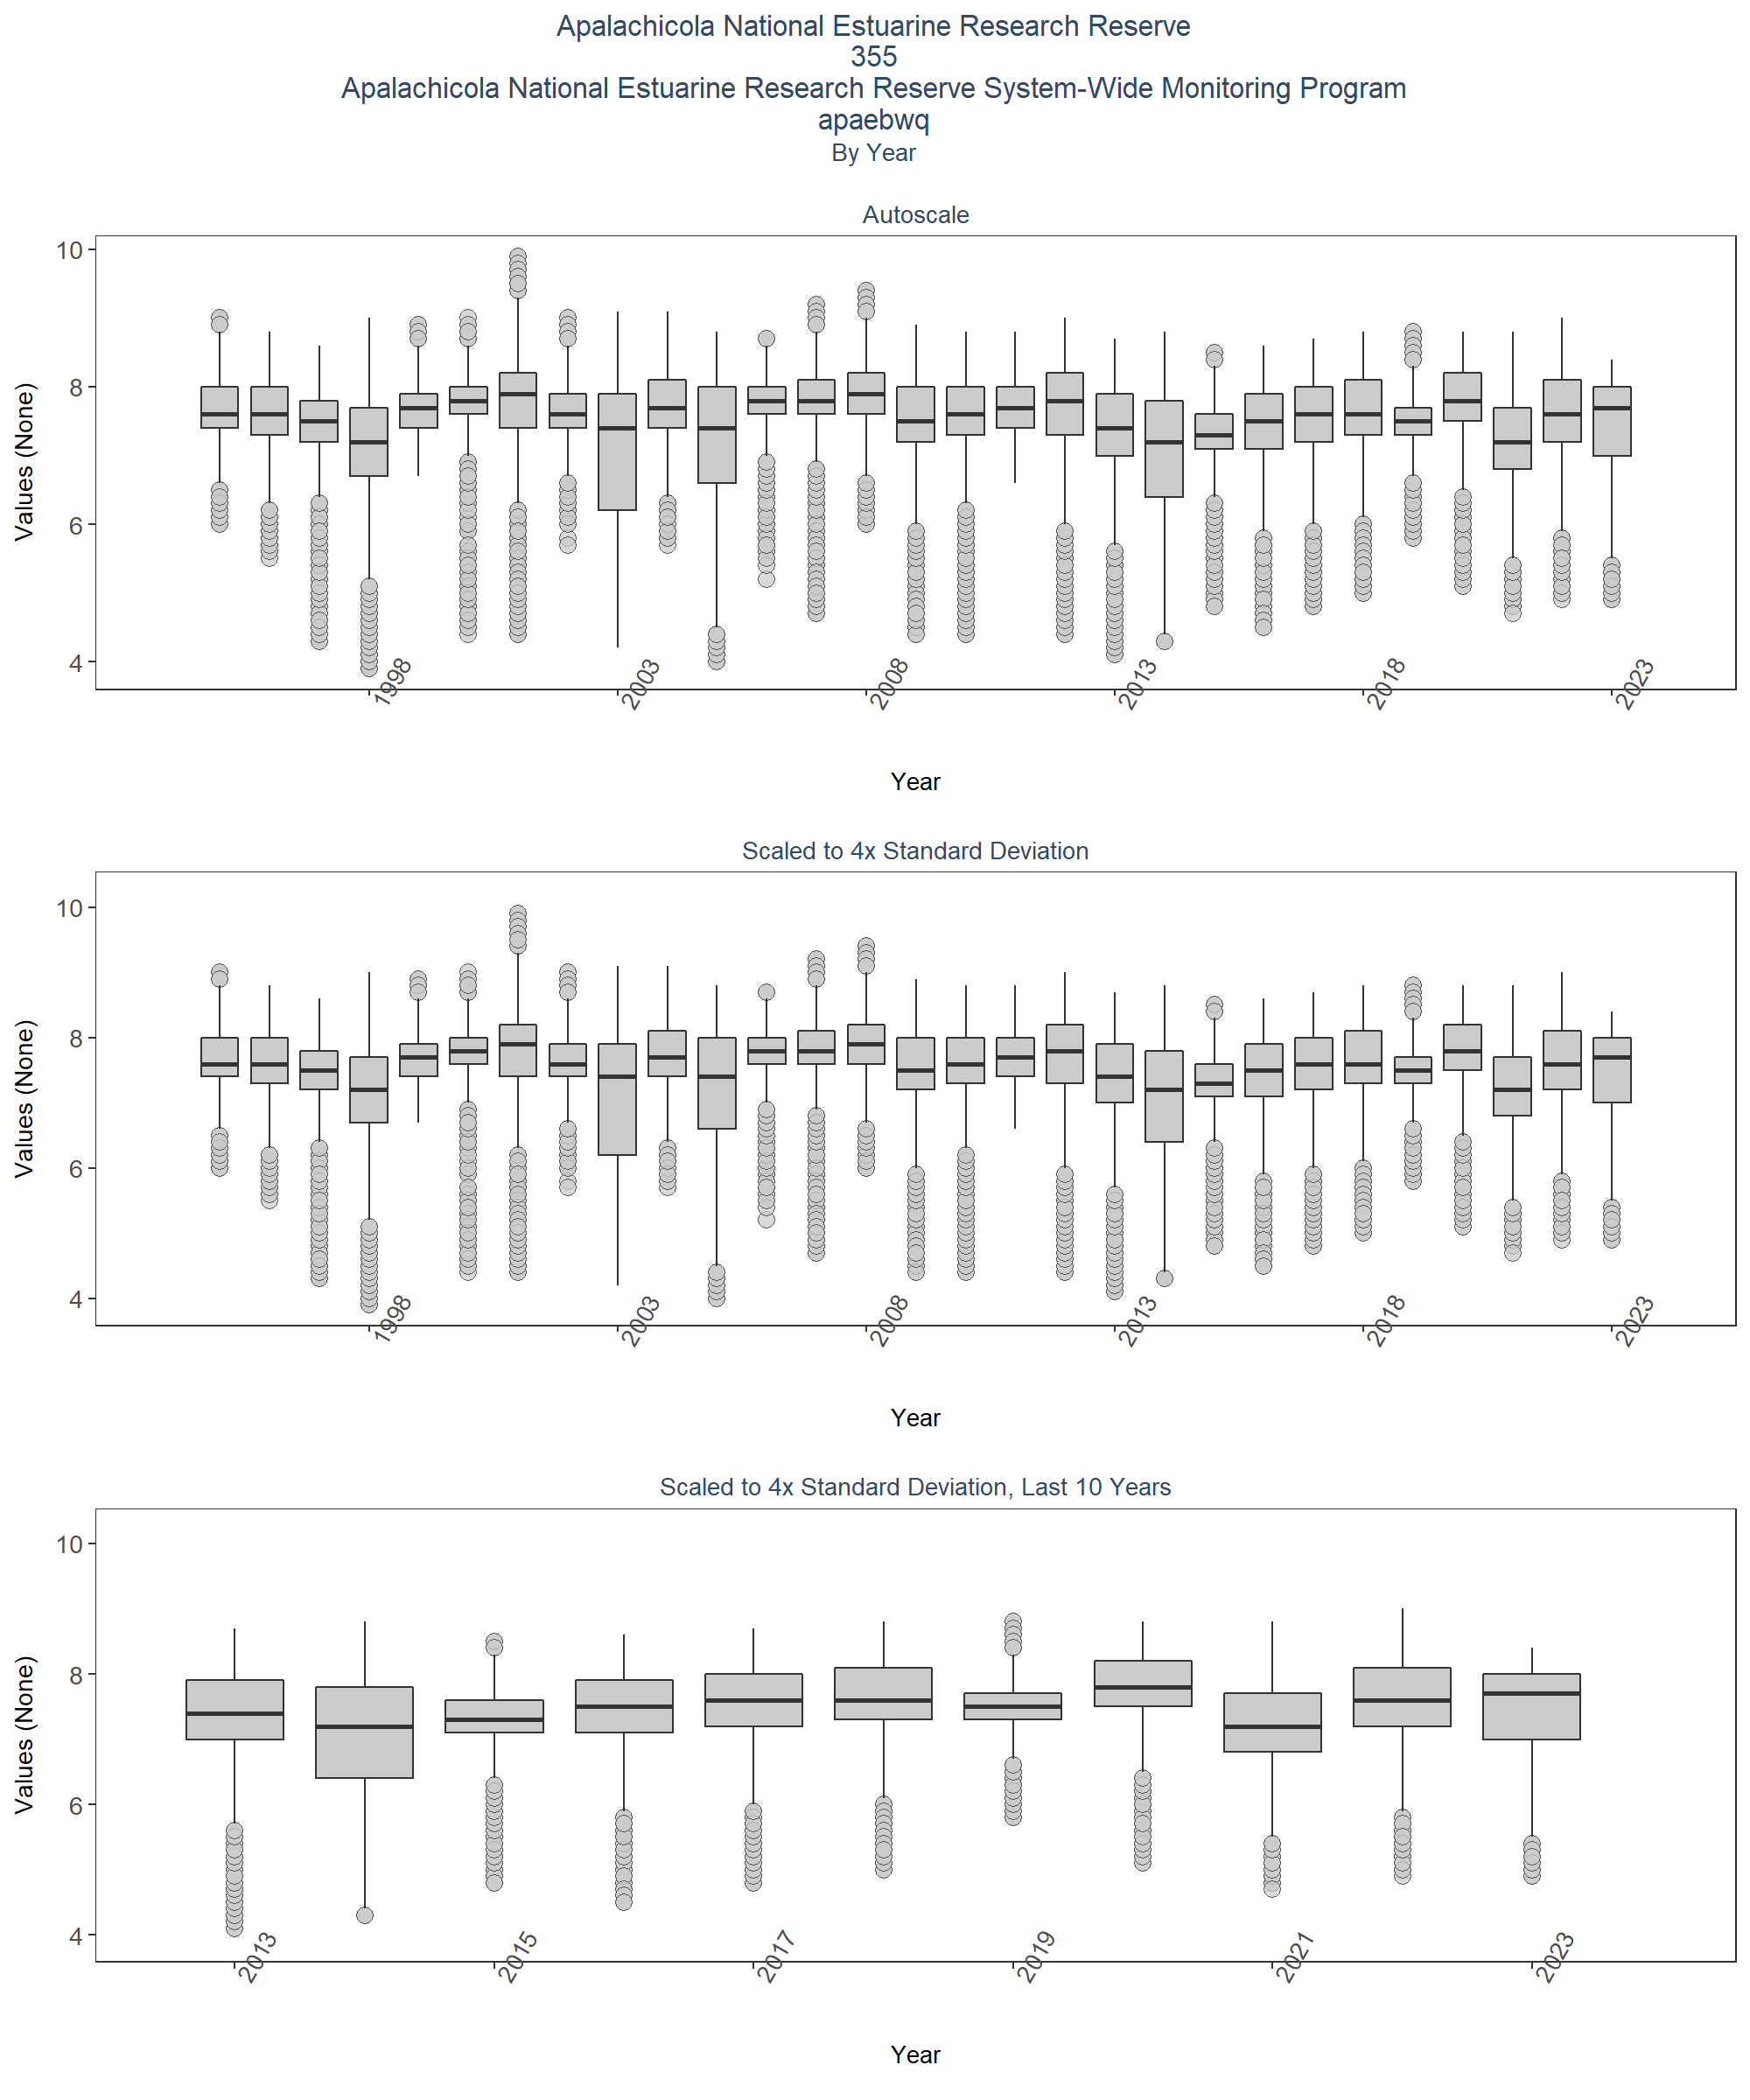 Apalachicola National Estuarine Research Reserve
355
Apalachicola National Estuarine Research Reserve System-Wide Monitoring Program
apaebwq
By Year
Autoscale
Values (None)
10
8
6
4
1998
2003
2008
2013
2018
2023
Year
Scaled to 4x Standard Deviation
Values (None)
10
8
6
4
1998
2003
2008
2013
2018
2023
Year
Scaled to 4x Standard Deviation, Last 10 Years
Values (None)
10
8
6
4
2013
2015
2017
2019
2021
2023
Year